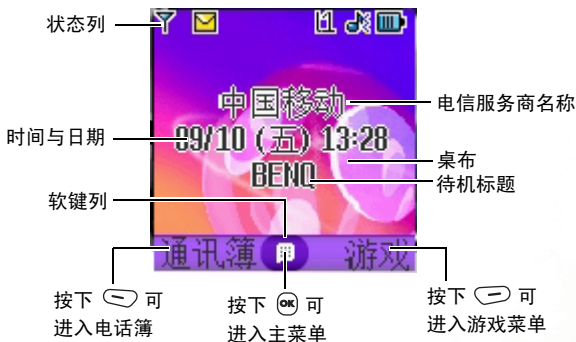 状态列
中国移动
电信服务商名称
时间与日期
09/10 (五) 13:28
桌布
BENQ
待机标题
软键列
通讯簿
游戏
按下 可
进入电话簿
按下 OK 可
进入主菜单
按下 可
进入游戏菜单